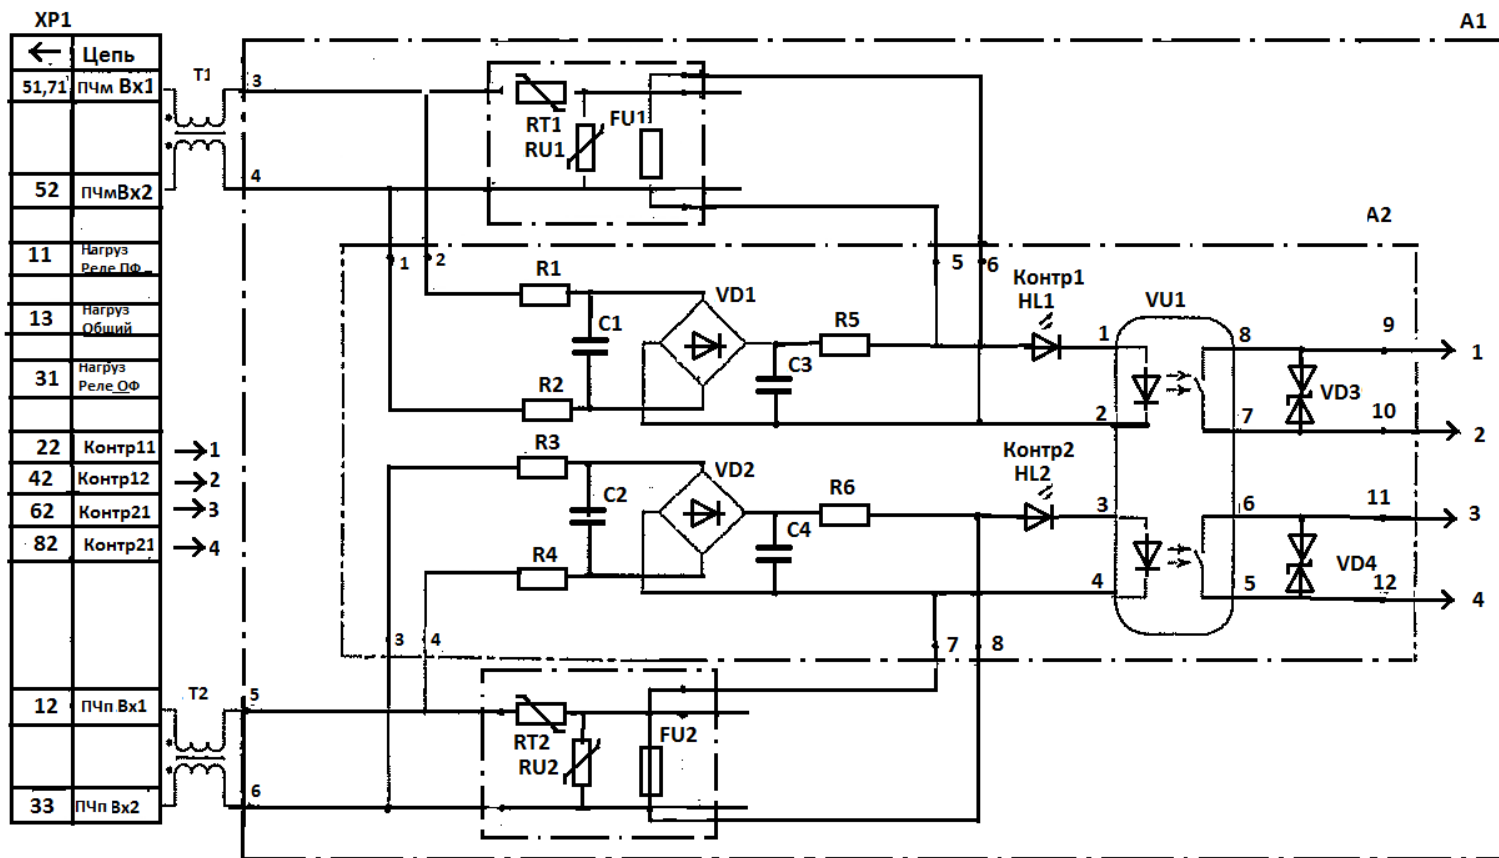 XP1
A1
Цепь
51,71 ПЧм Вх1
T1
3
RT1
RU1
FU1
52 ПЧмВх2
4
A2
11 Нагруз
Реле ПФ
1
2
5
6
13 Нагруз
Общий
31 Нагруз
Реле ОФ
R1
C1
VD1
R2
C3
R5
Контр1
HL1
VU1
1
8
9
1
VD3
2
7
10
2
22 Контр11
1
42 Контр12
2
62 Контр21
3
82 Контр21
4
R3
C2
VD2
R4
C4
R6
Контр2
HL2
3
6
11
3
VD4
4
5
12
4
3
4
7
8
12 ПЧп Вх1
T2
5
RT2
RU2
FU2
33 ПЧп Вх2
6